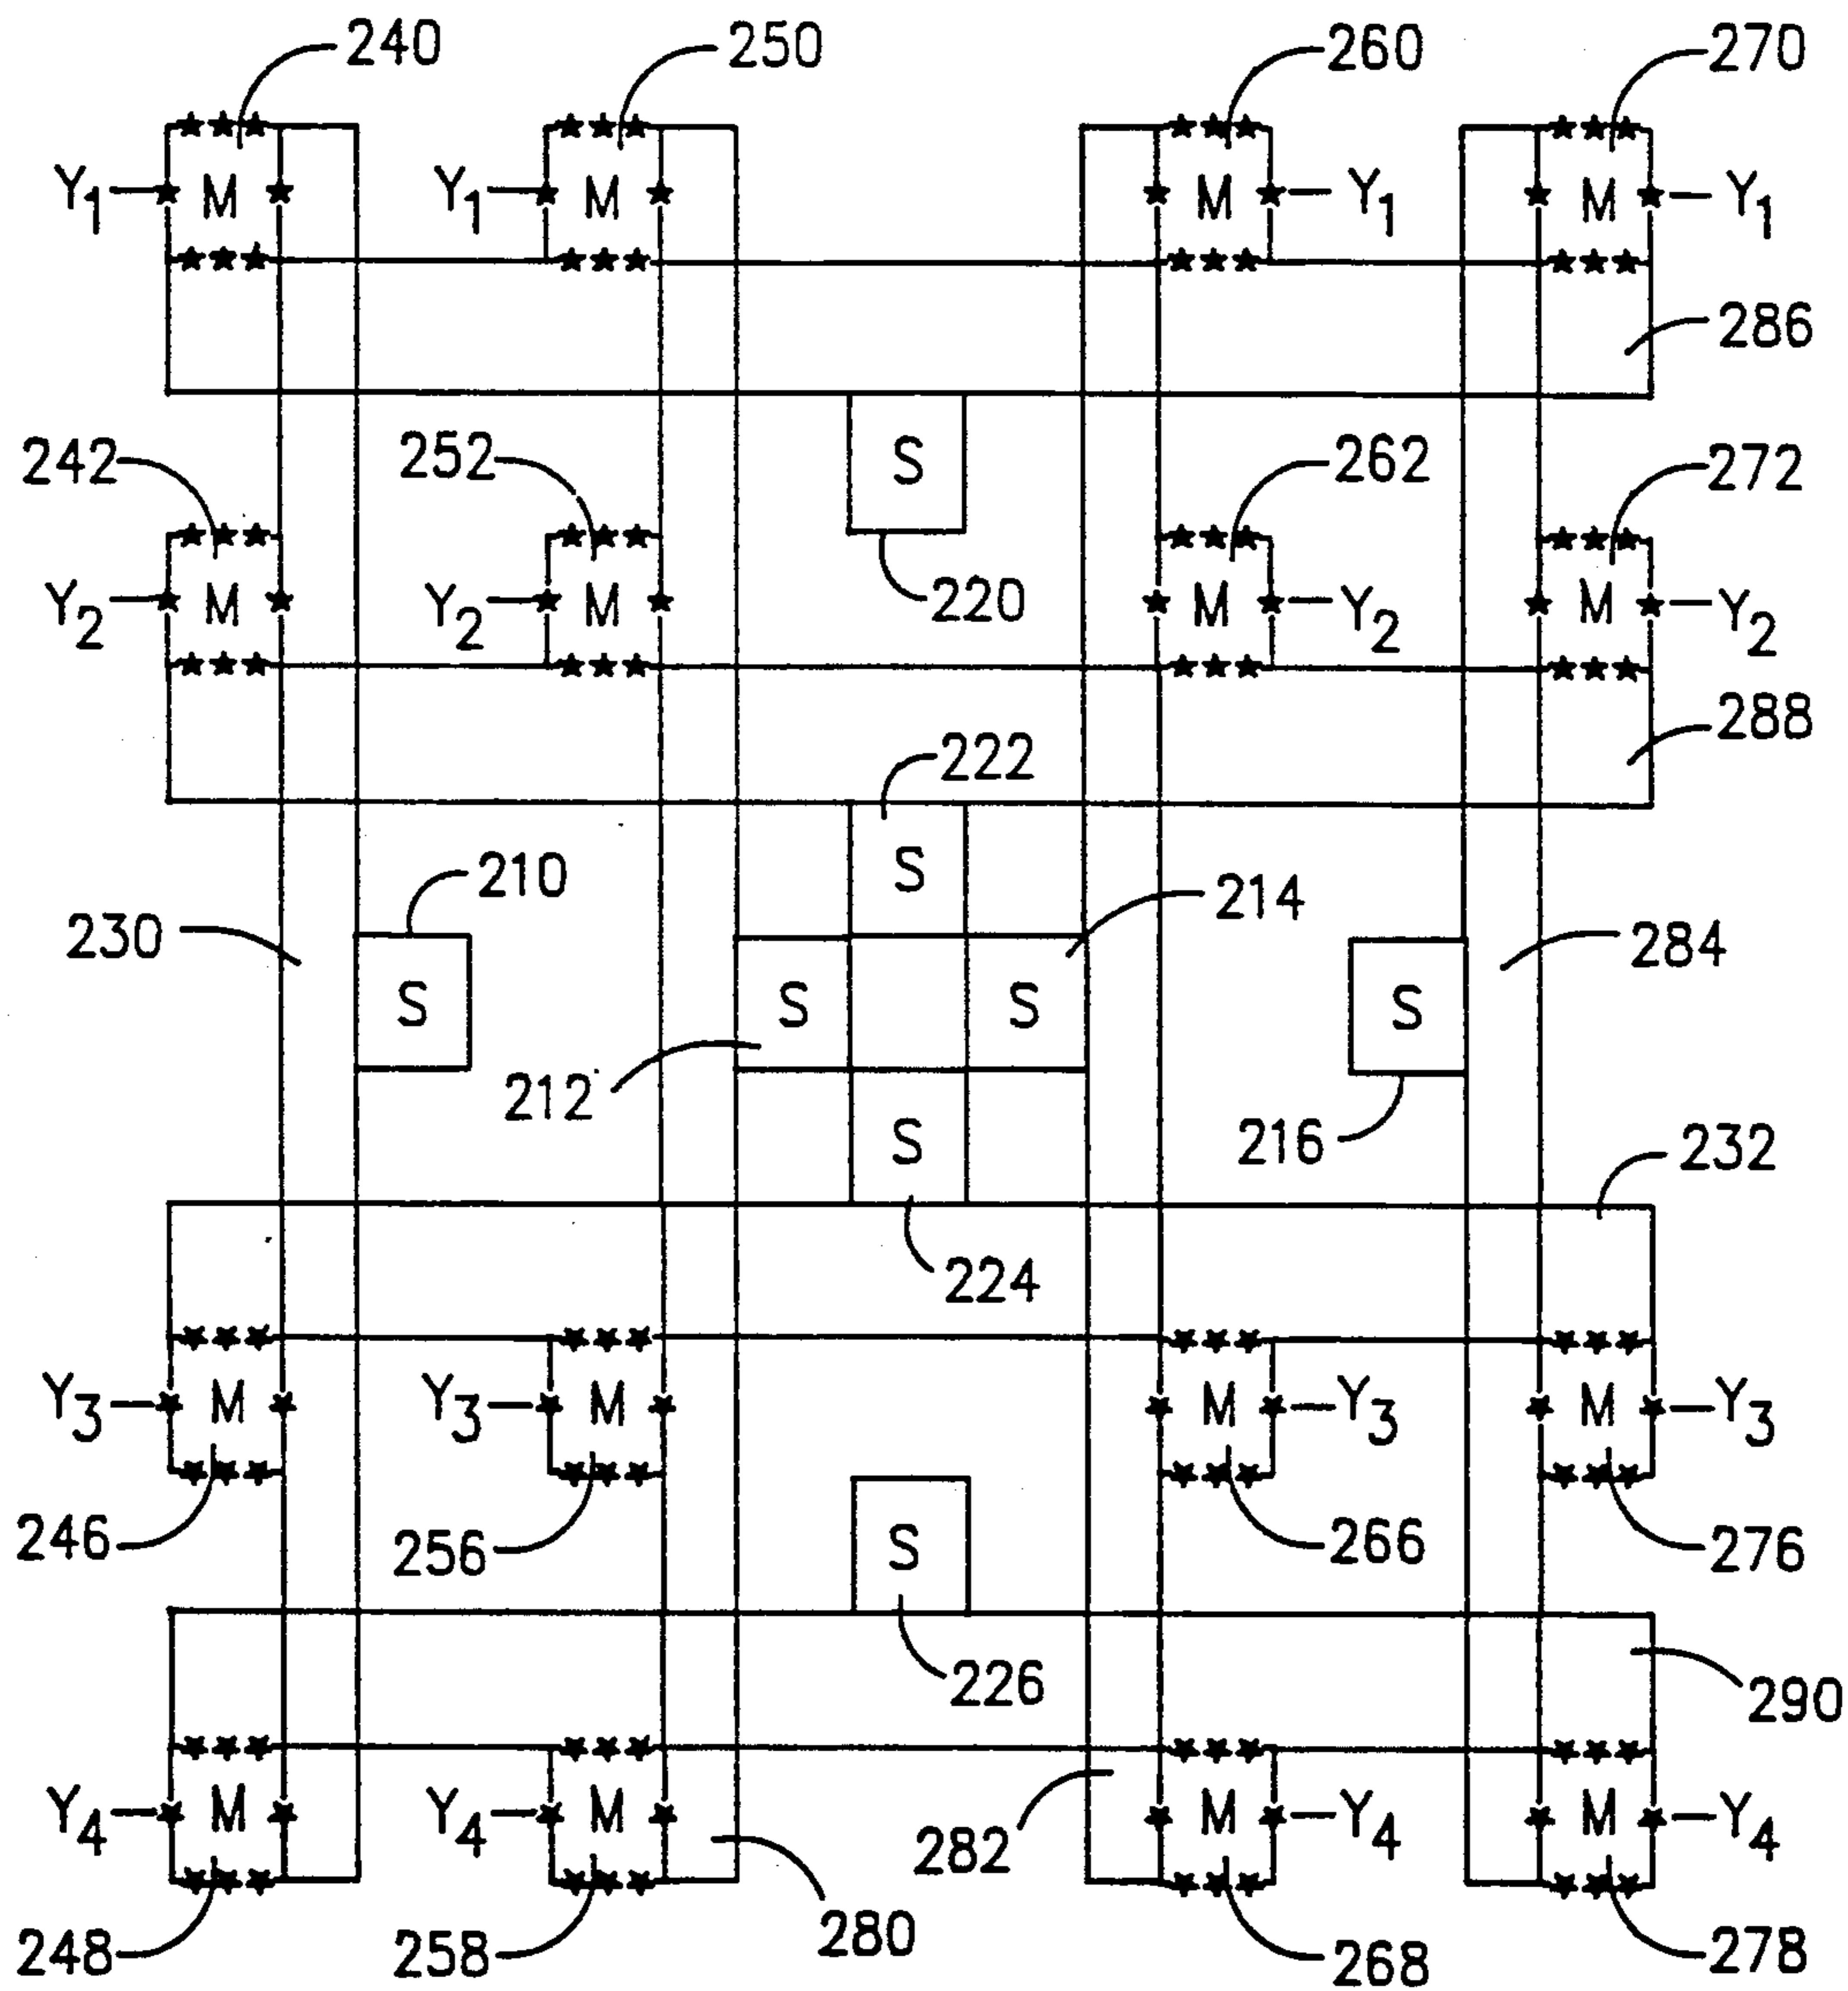 240 250 260 270
Y1 M Y1 M M Y1 M Y1
286
242 252 S 262 272
Y2 M Y2 M 220 M Y2 M Y2
288
222
S
210 214
230 284
S S S S
212 216
S 232
224
Y3 M Y3 M M Y3 M Y3
246 256 S 266 276
226 290
Y4 M Y4 M 282 M Y4 M Y4
248 258 280 268 278